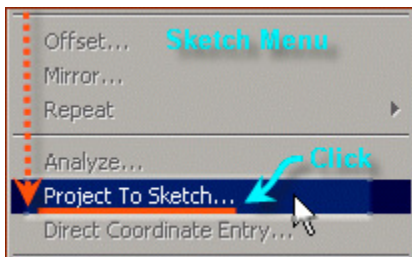 Offset... Sketch Menu
Mirror...
Repeat
Analyze... Click
Project To Sketch...
Direct Coordinate Entry...